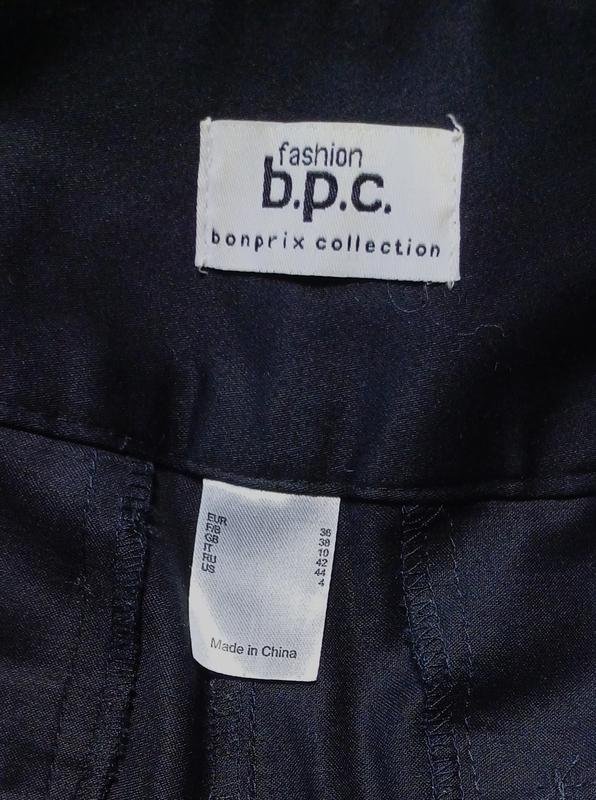 fashion
b.p.c.
bonprix collection
EUR 36
F/B 38
GB 10
IT 42
RU 44
US 4
Made in China